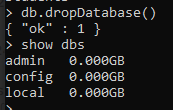 > db.dropDatabase()
{ "ok" : 1 }
> show dbs
admin   0.000GB
config  0.000GB
local   0.000GB
>